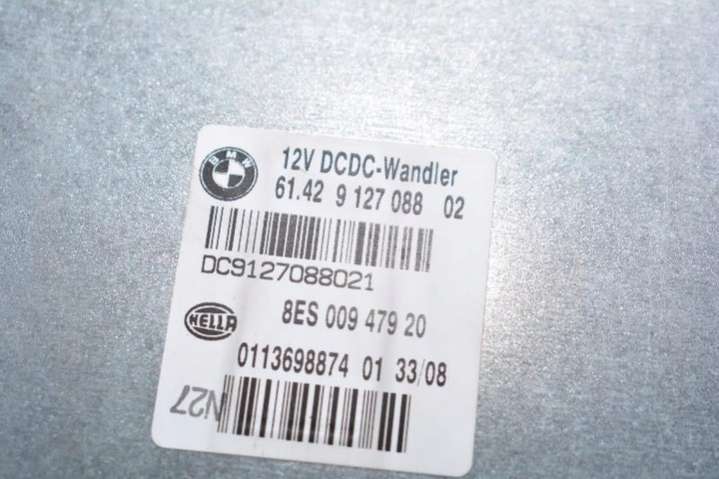 BMW
12V DCDC-Wandler
61.42 9 127 088 02
DC9127088021
HELLA
8ES 009 479 20
0113698874 01 33/08
N27